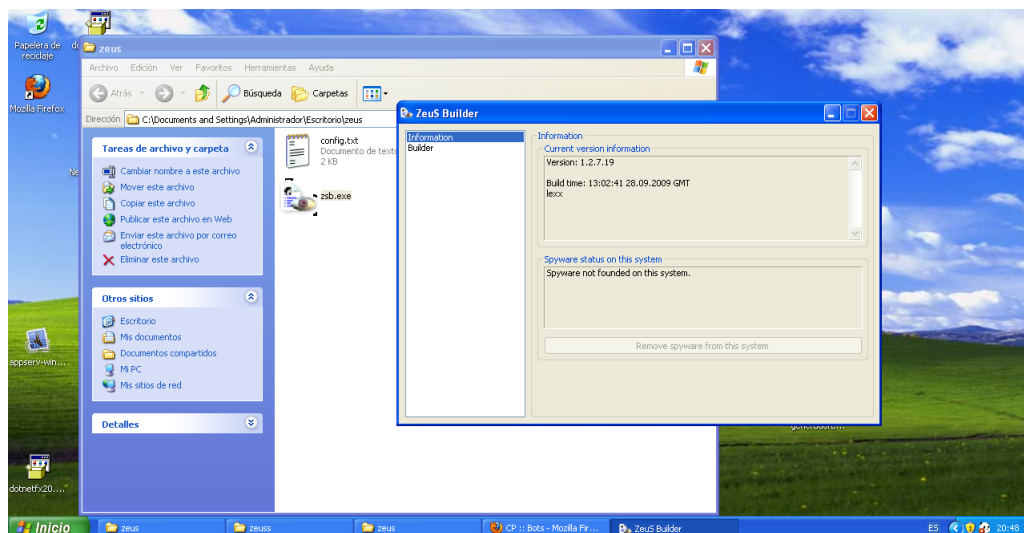 Papelera de
reciclaje
Mozilla Firefox
appserv-win...
dotnetfx20....
zeus
Archivo Edición Ver Favoritos Herramientas Ayuda
Atrás Búsqueda Carpetas
Dirección C:\Documents and Settings\Administrador\Escritorio\zeus
Tareas de archivo y carpeta
Cambiar nombre a este archivo
Mover este archivo
Copiar este archivo
Publicar este archivo en Web
Enviar este archivo por correo
electrónico
Eliminar este archivo
Otros sitios
Escritorio
Mis documentos
Documentos compartidos
Mi PC
Mis sitios de red
Detalles
config.txt
Documento de texto
2 KB
zsb.exe
ZeuS Builder
Information
Builder
Information
Current version information
Version: 1.2.7.19
Build time: 13:02:41 28.09.2009 GMT
lexx
Spyware status on this system
Spyware not founded on this system.
Remove spyware from this system
Inicio zeus zeuss zeus CP :: Bots - Mozilla Fir... ZeuS Builder ES 20:48